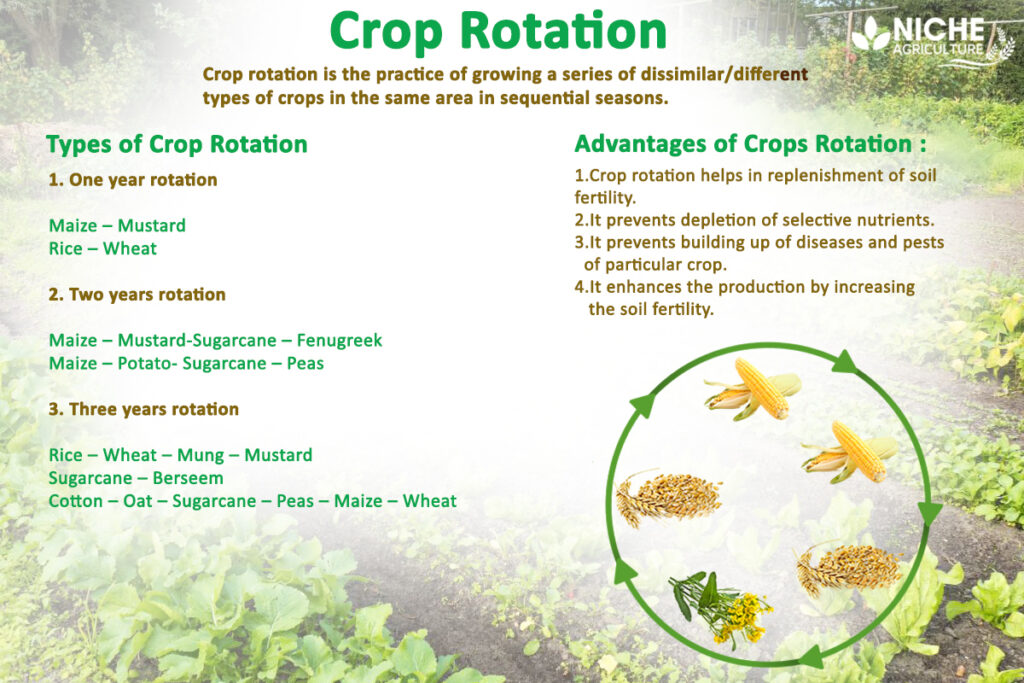 Crop Rotation
NICHE
AGRICULTURE
Crop rotation is the practice of growing a series of dissimilar/different
types of crops in the same area in sequential seasons.
Types of Crop Rotation
1. One year rotation
Maize – Mustard
Rice – Wheat
2. Two years rotation
Maize – Mustard-Sugarcane – Fenugreek
Maize – Potato- Sugarcane – Peas
3. Three years rotation
Rice – Wheat – Mung – Mustard
Sugarcane – Berseem
Cotton – Oat – Sugarcane – Peas – Maize – Wheat
Advantages of Crops Rotation :
1.Crop rotation helps in replenishment of soil
fertility.
2.It prevents depletion of selective nutrients.
3.It prevents building up of diseases and pests
of particular crop.
4.It enhances the production by increasing
the soil fertility.